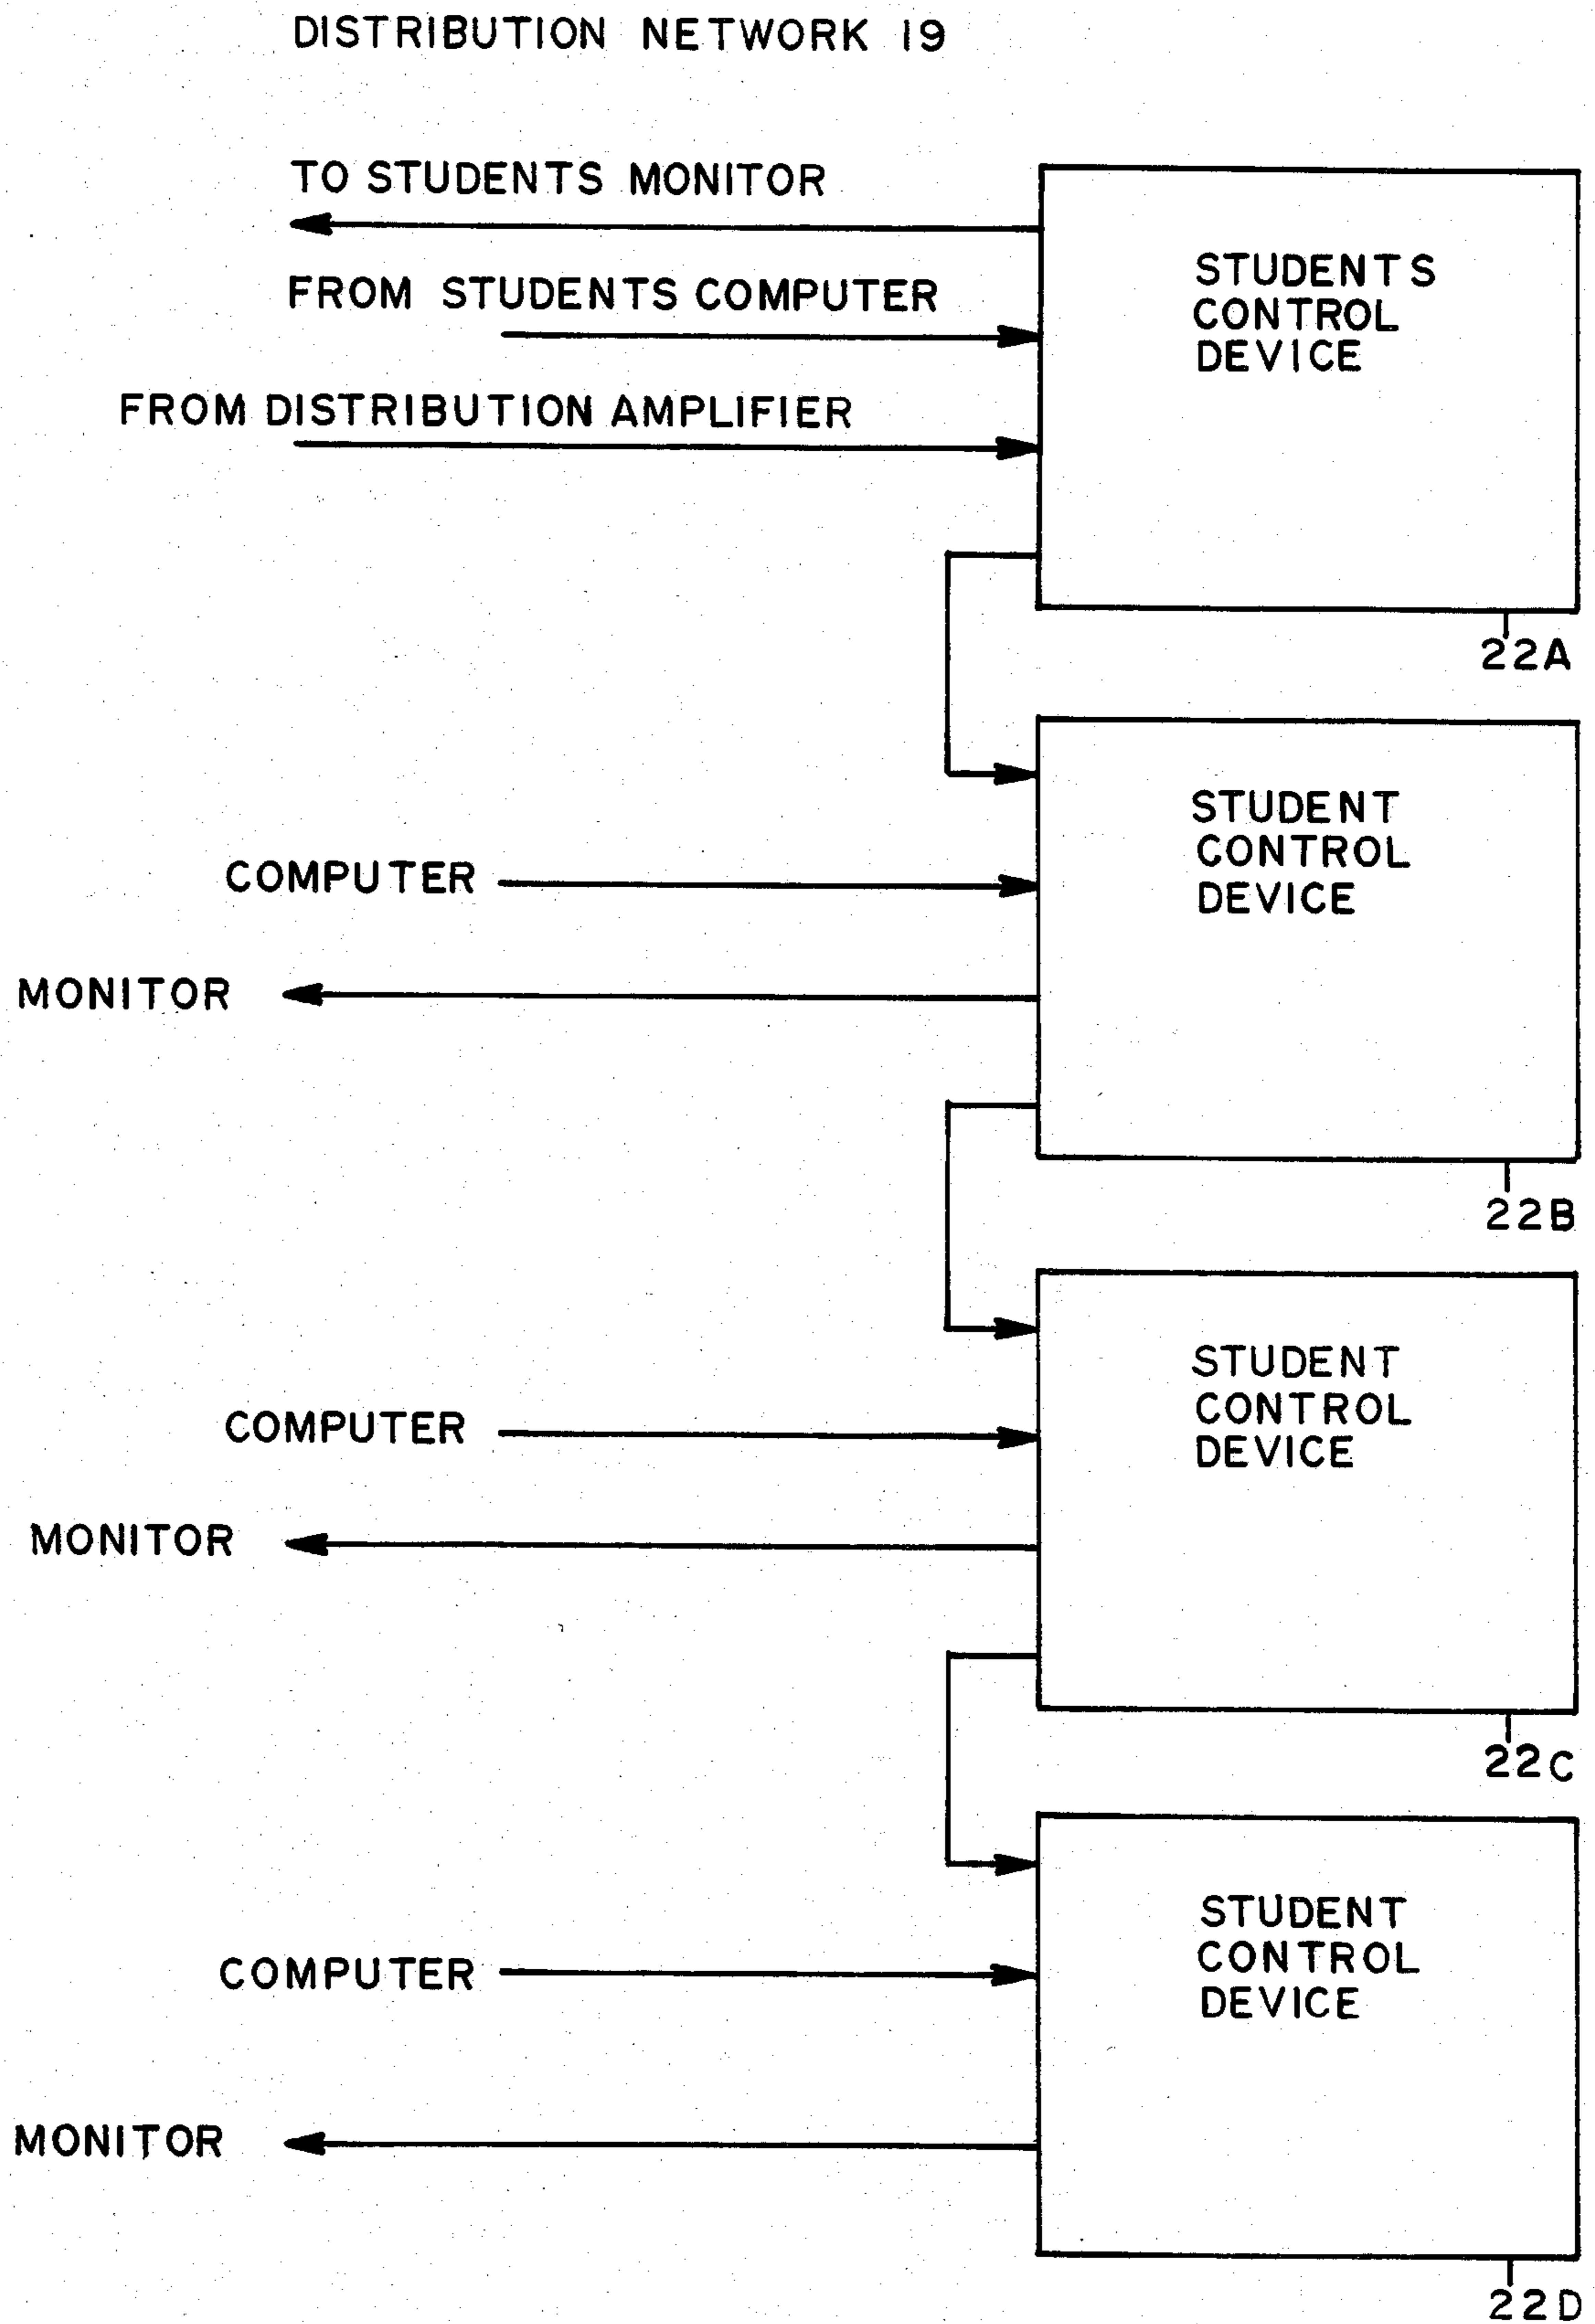 DISTRIBUTION NETWORK 19
TO STUDENTS MONITOR
FROM STUDENTS COMPUTER
FROM DISTRIBUTION AMPLIFIER
STUDENTS
CONTROL
DEVICE
22A
STUDENT
CONTROL
DEVICE
COMPUTER
MONITOR
22B
STUDENT
CONTROL
DEVICE
COMPUTER
MONITOR
22C
STUDENT
CONTROL
DEVICE
COMPUTER
MONITOR
22D